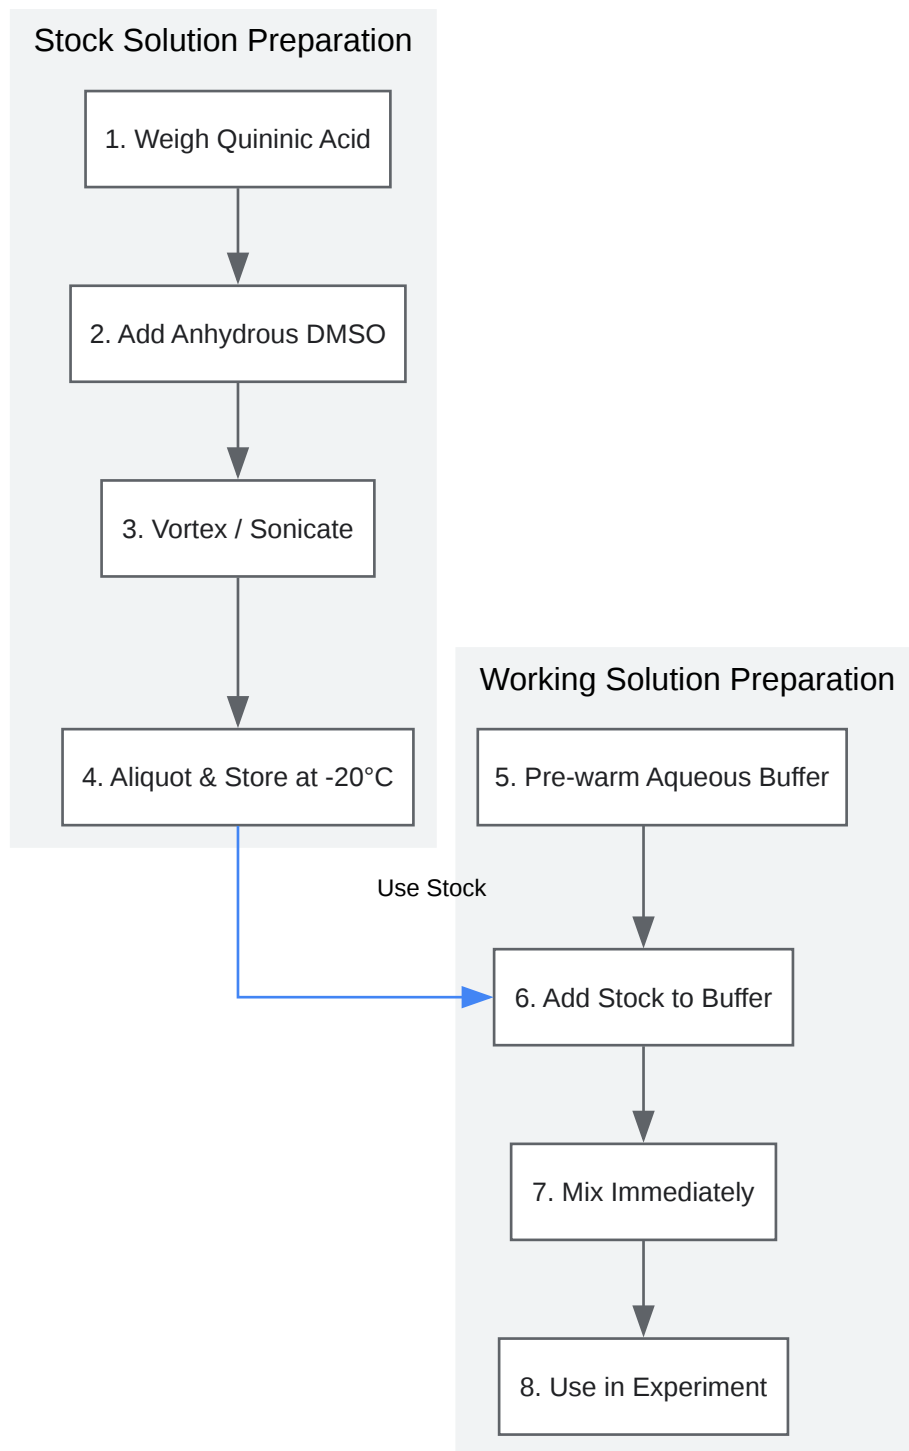 Stock Solution Preparation
1. Weigh Quininic Acid
2. Add Anhydrous DMSO
3. Vortex / Sonicate
4. Aliquot & Store at -20°C
Use Stock
Working Solution Preparation
5. Pre-warm Aqueous Buffer
6. Add Stock to Buffer
7. Mix Immediately
8. Use in Experiment